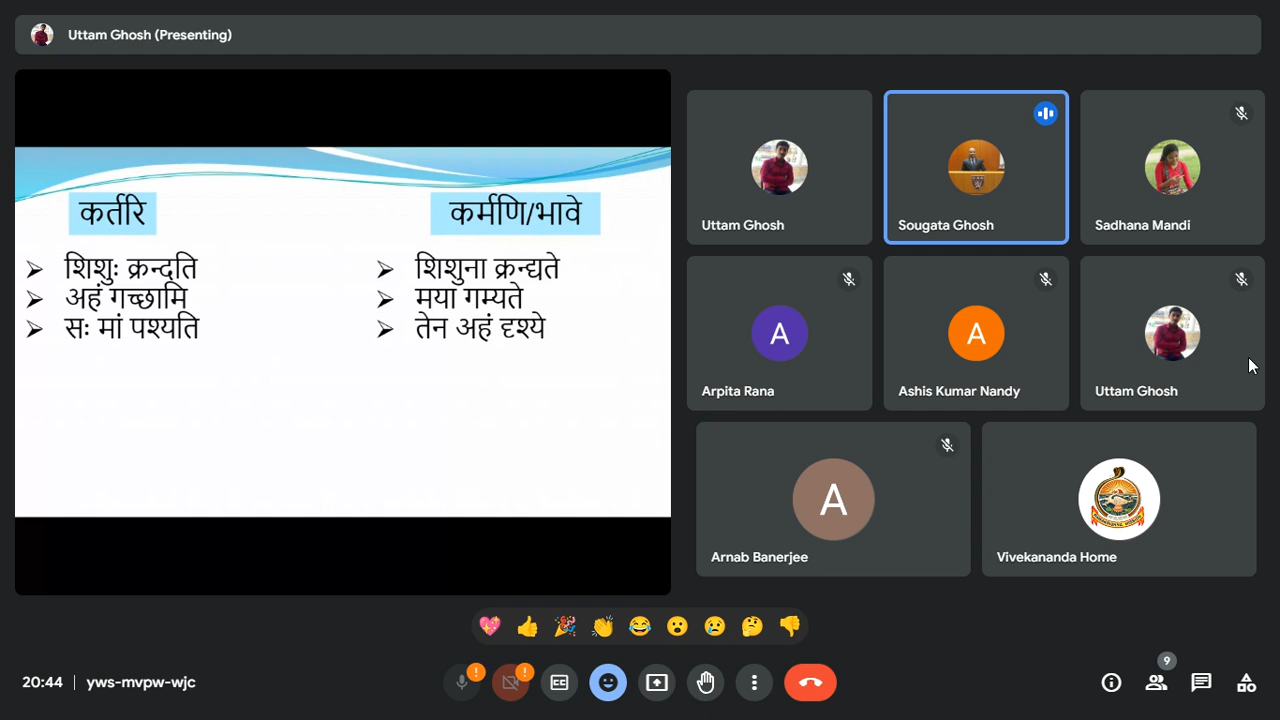 Uttam Ghosh (Presenting)
कर्तरि
कर्मणि/भावे
➢ शिशुः क्रन्दति
➢ अहं गच्छामि
➢ सः मां पश्यति
➢ शिशुना क्रन्द्यते
➢ मया गम्यते
➢ तेन अहं दृश्ये
Uttam Ghosh
Sougata Ghosh
Sadhana Mandi
A
Arpita Rana
A
Ashis Kumar Nandy
Uttam Ghosh
A
Arnab Banerjee
Vivekananda Home
20:44 | yws-mvpw-wjc
!
!
CC
9